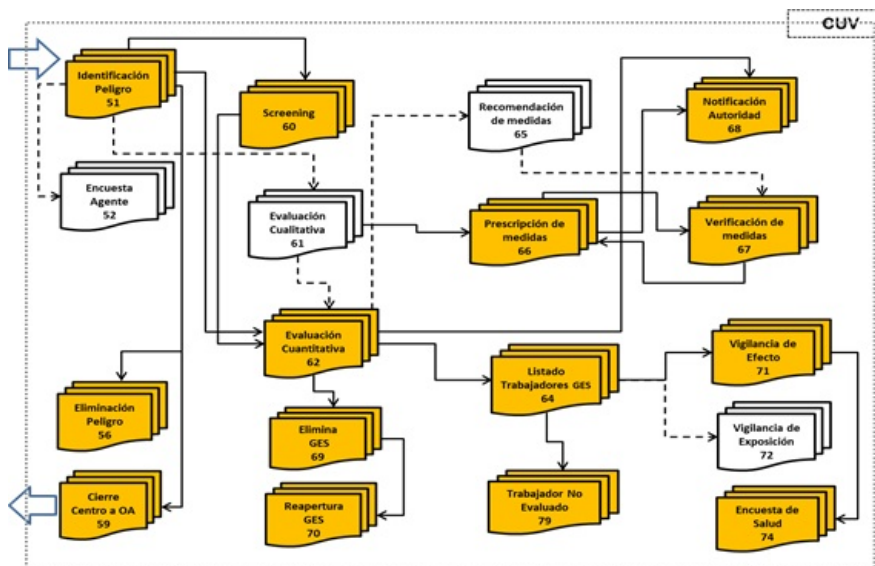 CUV
Identificación
Peligro
51
Screening
60
Recomendación
de medidas
65
Notificación
Autoridad
68
Encuesta
Agente
52
Evaluación
Cualitativa
61
Prescripción de
medidas
66
Verificación de
medidas
67
Evaluación
Cuantitativa
62
Listado
Trabajadores GES
64
Vigilancia de
Efecto
71
Eliminación
Peligro
56
Elimina
GES
69
Vigilancia de
Exposición
72
Cierre
Centro a OA
59
Reapertura
GES
70
Trabajador No
Evaluado
79
Encuesta de
Salud
74